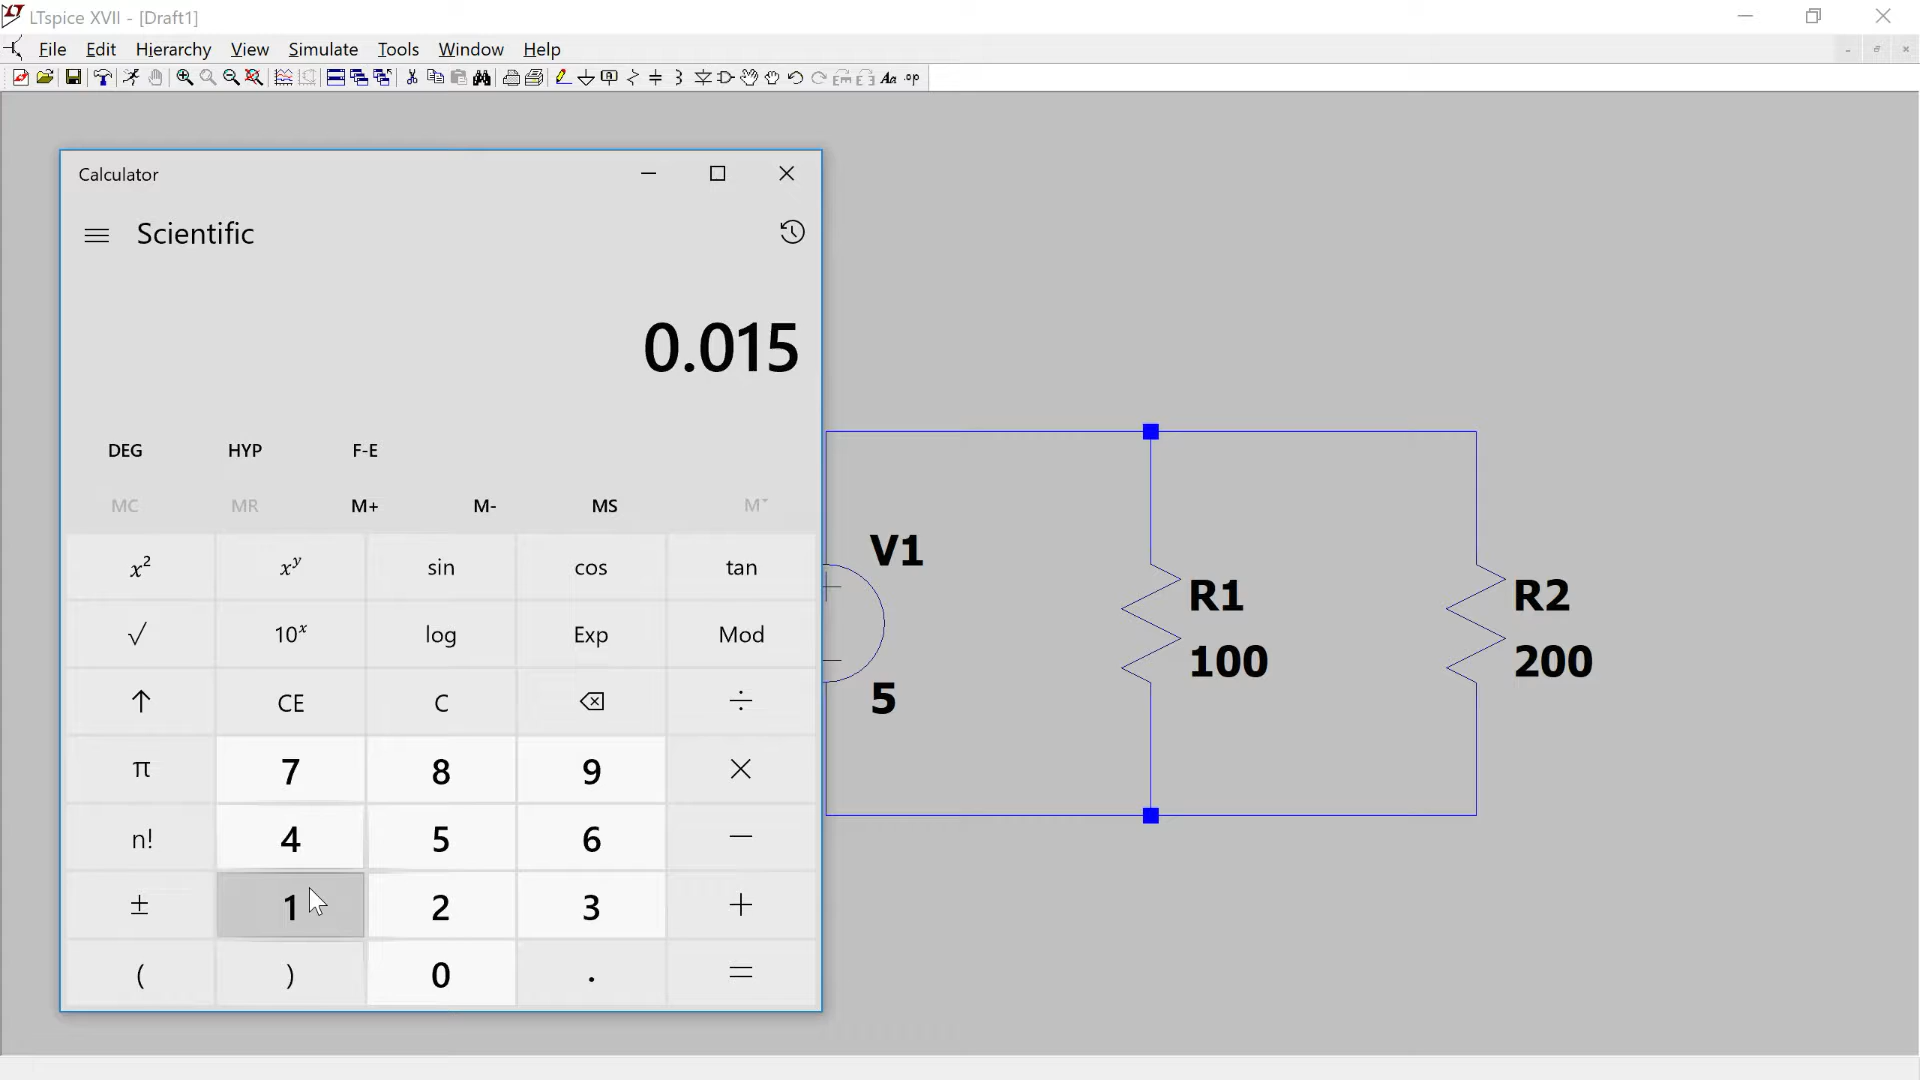 LTspice XVII - [Draft1]
File Edit Hierarchy View Simulate Tools Window Help
Aa .op
Calculator
Scientific
0.015
DEG HYP F-E
MC MR M+ M- MS M˅
x² xʸ sin cos tan
√ 10ˣ log Exp Mod
↑ CE C ÷
π 7 8 9 ×
n! 4 5 6 −
± 1 2 3 +
( ) 0 . =
V1
5
R1
100
R2
200